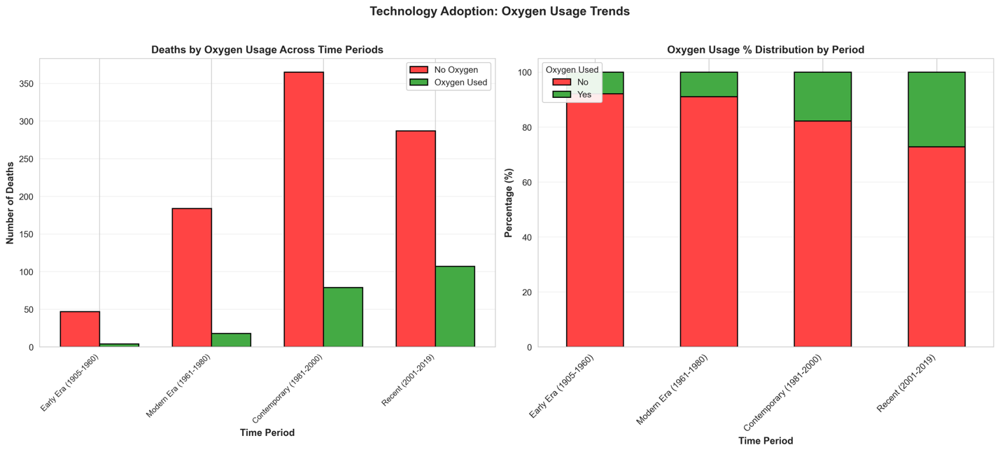 Technology Adoption: Oxygen Usage Trends
Deaths by Oxygen Usage Across Time Periods
No Oxygen
Oxygen Used
Number of Deaths
350
300
250
200
150
100
50
0
Early Era (1905-1960)
Modern Era (1961-1980)
Contemporary (1981-2000)
Recent (2001-2019)
Time Period
Oxygen Usage % Distribution by Period
Oxygen Used
No
Yes
Percentage (%)
100
80
60
40
20
0
Early Era (1905-1960)
Modern Era (1961-1980)
Contemporary (1981-2000)
Recent (2001-2019)
Time Period